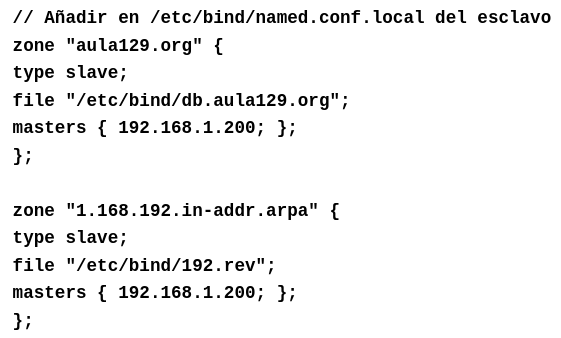 // Añadir en /etc/bind/named.conf.local del esclavo
zone "aula129.org" {
type slave;
file "/etc/bind/db.aula129.org";
masters { 192.168.1.200; };
};

zone "1.168.192.in-addr.arpa" {
type slave;
file "/etc/bind/192.rev";
masters { 192.168.1.200; };
};